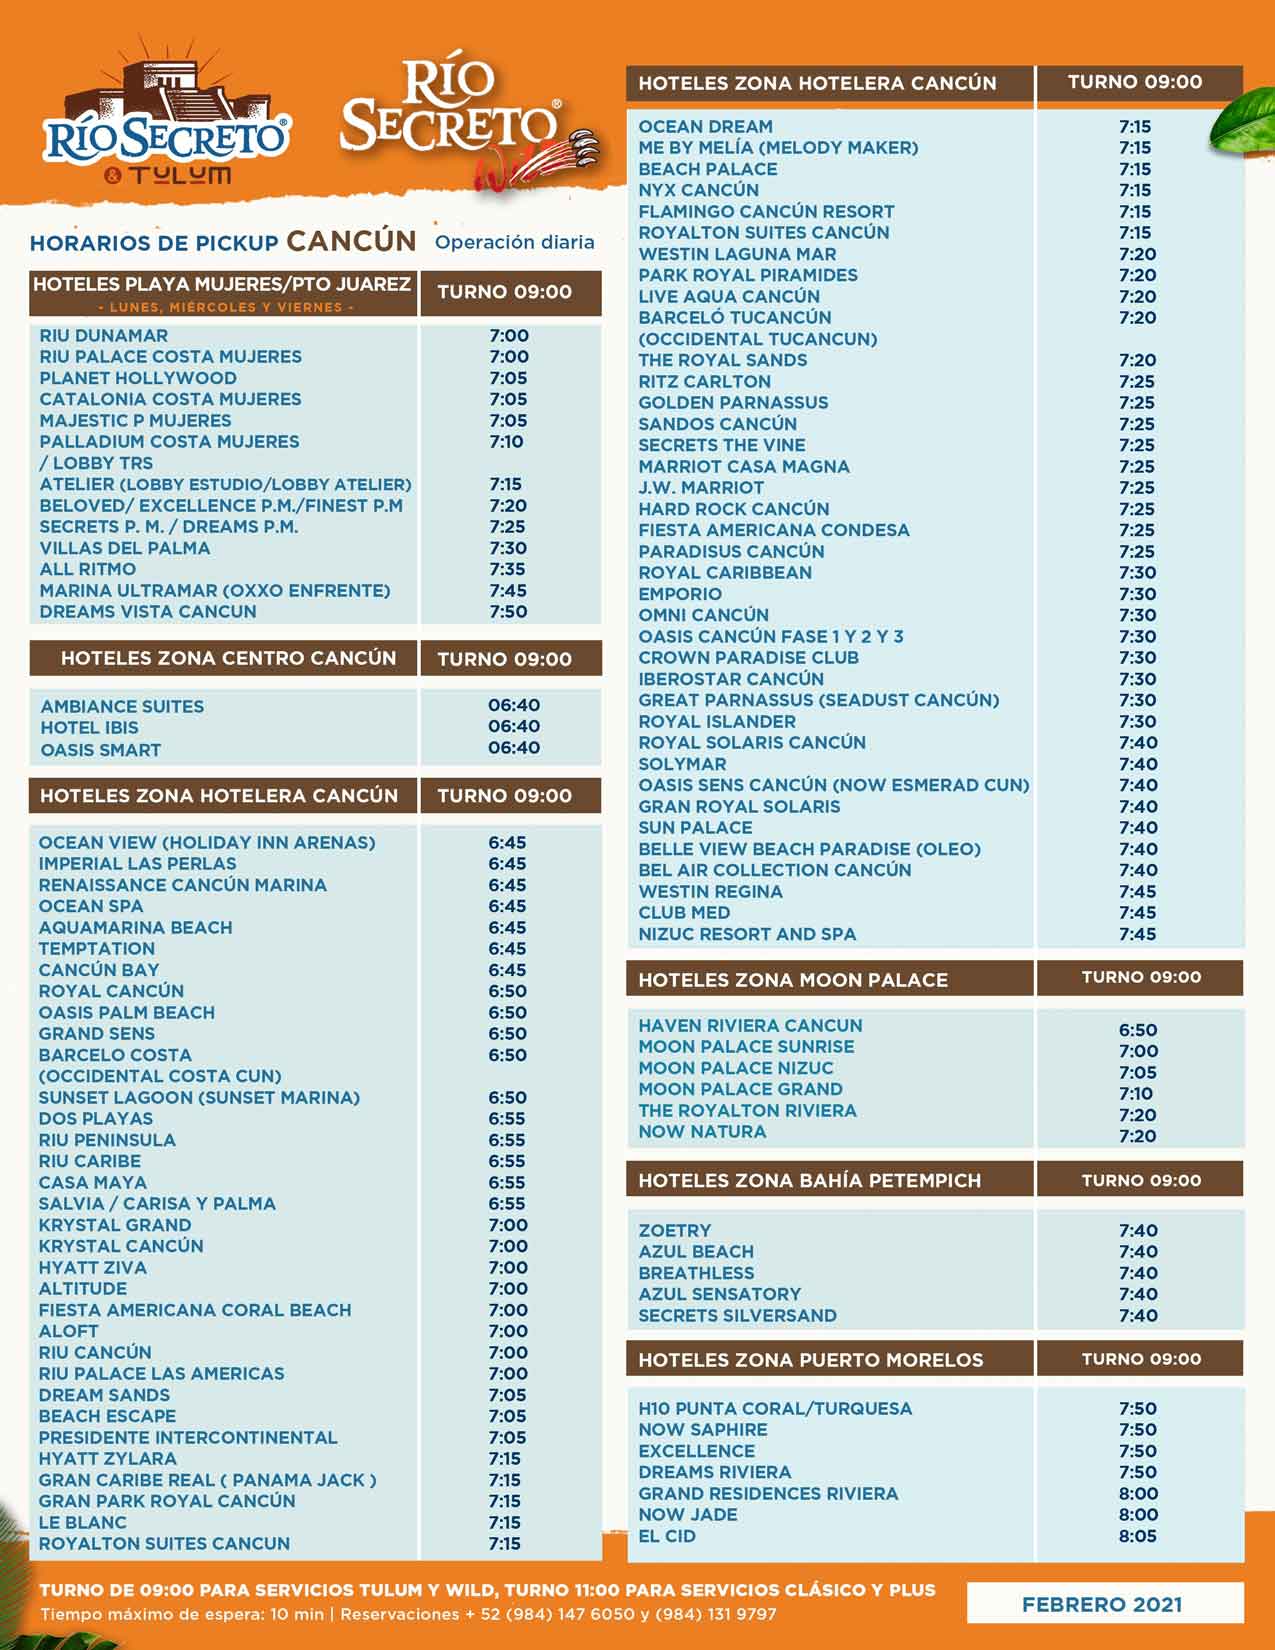 RÍO SECRETO®
& TULUM
RÍO
SECRETO®
Wild
HORARIOS DE PICKUP CANCÚN Operación diaria
HOTELES PLAYA MUJERES/PTO JUAREZ TURNO 09:00
- LUNES, MIÉRCOLES Y VIERNES -
RIU DUNAMAR 7:00
RIU PALACE COSTA MUJERES 7:00
PLANET HOLLYWOOD 7:05
CATALONIA COSTA MUJERES 7:05
MAJESTIC P MUJERES 7:05
PALLADIUM COSTA MUJERES 7:10
/ LOBBY TRS
ATELIER (LOBBY ESTUDIO/LOBBY ATELIER) 7:15
BELOVED/ EXCELLENCE P.M./FINEST P.M 7:20
SECRETS P. M. / DREAMS P.M. 7:25
VILLAS DEL PALMA 7:30
ALL RITMO 7:35
MARINA ULTRAMAR (OXXO ENFRENTE) 7:45
DREAMS VISTA CANCUN 7:50
HOTELES ZONA CENTRO CANCÚN TURNO 09:00
AMBIANCE SUITES 06:40
HOTEL IBIS 06:40
OASIS SMART 06:40
HOTELES ZONA HOTELERA CANCÚN TURNO 09:00
OCEAN VIEW (HOLIDAY INN ARENAS) 6:45
IMPERIAL LAS PERLAS 6:45
RENAISSANCE CANCÚN MARINA 6:45
OCEAN SPA 6:45
AQUAMARINA BEACH 6:45
TEMPTATION 6:45
CANCÚN BAY 6:45
ROYAL CANCÚN 6:50
OASIS PALM BEACH 6:50
GRAND SENS 6:50
BARCELO COSTA 6:50
(OCCIDENTAL COSTA CUN)
SUNSET LAGOON (SUNSET MARINA) 6:50
DOS PLAYAS 6:55
RIU PENINSULA 6:55
RIU CARIBE 6:55
CASA MAYA 6:55
SALVIA / CARISA Y PALMA 6:55
KRYSTAL GRAND 7:00
KRYSTAL CANCÚN 7:00
HYATT ZIVA 7:00
ALTITUDE 7:00
FIESTA AMERICANA CORAL BEACH 7:00
ALOFT 7:00
RIU CANCÚN 7:00
RIU PALACE LAS AMERICAS 7:00
DREAM SANDS 7:05
BEACH ESCAPE 7:05
PRESIDENTE INTERCONTINENTAL 7:05
HYATT ZYLARA 7:15
GRAN CARIBE REAL ( PANAMA JACK ) 7:15
GRAN PARK ROYAL CANCÚN 7:15
LE BLANC 7:15
ROYALTON SUITES CANCUN 7:15
HOTELES ZONA HOTELERA CANCÚN TURNO 09:00
OCEAN DREAM 7:15
ME BY MELÍA (MELODY MAKER) 7:15
BEACH PALACE 7:15
NYX CANCÚN 7:15
FLAMINGO CANCÚN RESORT 7:15
ROYALTON SUITES CANCÚN 7:15
WESTIN LAGUNA MAR 7:20
PARK ROYAL PIRAMIDES 7:20
LIVE AQUA CANCÚN 7:20
BARCELÓ TUCANCÚN 7:20
(OCCIDENTAL TUCANCUN)
THE ROYAL SANDS 7:20
RITZ CARLTON 7:25
GOLDEN PARNASSUS 7:25
SANDOS CANCÚN 7:25
SECRETS THE VINE 7:25
MARRIOT CASA MAGNA 7:25
J.W. MARRIOT 7:25
HARD ROCK CANCÚN 7:25
FIESTA AMERICANA CONDESA 7:25
PARADISUS CANCÚN 7:25
ROYAL CARIBBEAN 7:30
EMPORIO 7:30
OMNI CANCÚN 7:30
OASIS CANCÚN FASE 1 Y 2 Y 3 7:30
CROWN PARADISE CLUB 7:30
IBEROSTAR CANCÚN 7:30
GREAT PARNASSUS (SEADUST CANCÚN) 7:30
ROYAL ISLANDER 7:30
ROYAL SOLARIS CANCÚN 7:40
SOLYMAR 7:40
OASIS SENS CANCÚN (NOW ESMERAD CUN) 7:40
GRAN ROYAL SOLARIS 7:40
SUN PALACE 7:40
BELLE VIEW BEACH PARADISE (OLEO) 7:40
BEL AIR COLLECTION CANCÚN 7:40
WESTIN REGINA 7:45
CLUB MED 7:45
NIZUC RESORT AND SPA 7:45
HOTELES ZONA MOON PALACE TURNO 09:00
HAVEN RIVIERA CANCUN 6:50
MOON PALACE SUNRISE 7:00
MOON PALACE NIZUC 7:05
MOON PALACE GRAND 7:10
THE ROYALTON RIVIERA 7:20
NOW NATURA 7:20
HOTELES ZONA BAHÍA PETEMPICH TURNO 09:00
ZOETRY 7:40
AZUL BEACH 7:40
BREATHLESS 7:40
AZUL SENSATORY 7:40
SECRETS SILVERSAND 7:40
HOTELES ZONA PUERTO MORELOS TURNO 09:00
H10 PUNTA CORAL/TURQUESA 7:50
NOW SAPHIRE 7:50
EXCELLENCE 7:50
DREAMS RIVIERA 7:50
GRAND RESIDENCES RIVIERA 8:00
NOW JADE 8:00
EL CID 8:05
TURNO DE 09:00 PARA SERVICIOS TULUM Y WILD, TURNO 11:00 PARA SERVICIOS CLÁSICO Y PLUS
Tiempo máximo de espera: 10 min | Reservaciones + 52 (984) 147 6050 y (984) 131 9797
FEBRERO 2021